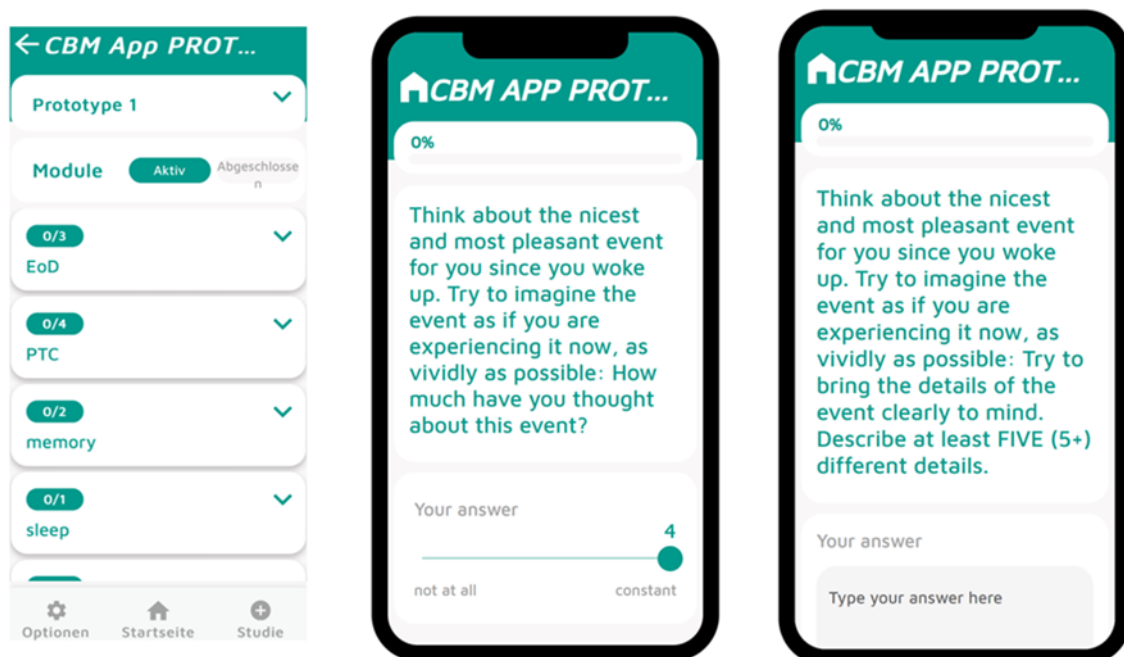 CBM App PROT...
Prototype 1
Module
Aktiv
Abgeschlosse
n
0/3
EoD
0/4
PTC
0/2
memory
0/1
sleep
Optionen
Startseite
Studie
CBM APP PROT...
0%
Think about the nicest
and most pleasant event
for you since you woke
up. Try to imagine the
event as if you are
experiencing it now, as
vividly as possible: How
much have you thought
about this event?
Your answer
4
not at all
constant
CBM APP PROT...
0%
Think about the nicest
and most pleasant event
for you since you woke
up. Try to imagine the
event as if you are
experiencing it now, as
vividly as possible: Try to
bring the details of the
event clearly to mind.
Describe at least FIVE (5+)
different details.
Your answer
Type your answer here